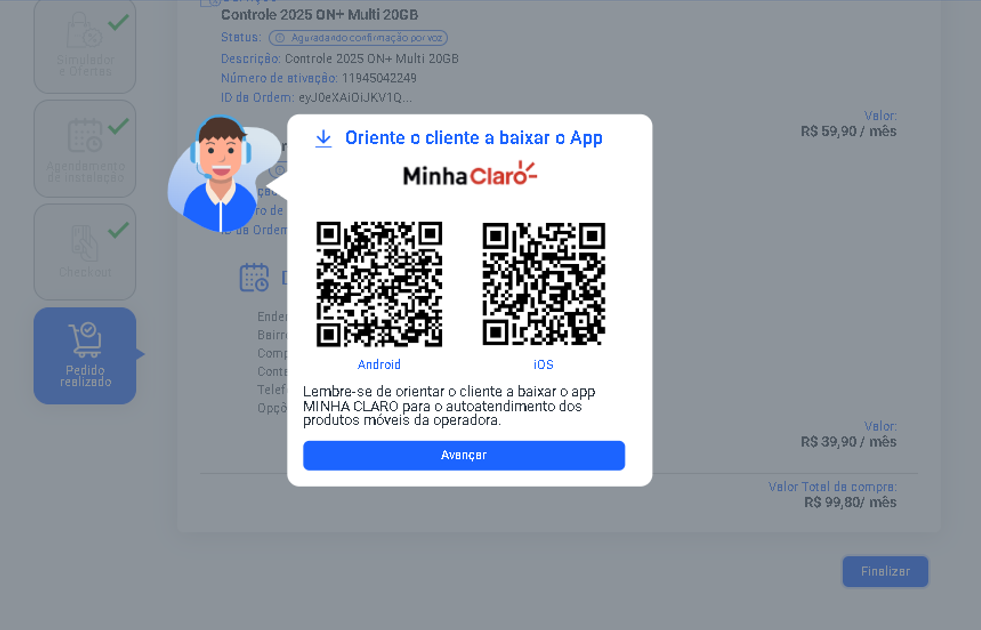 Controle 2025 ON+ Multi 20GB
Status: Aguradando confirmação por voz
Descrição: Controle 2025 ON+ Multi 20GB
Número de ativação: 11945042249
ID da Ordem: eyJ0eXAiOiJKV1Q...
Simulador
e Ofertas
Agendamento
de instalação
Checkout
Pedido
realizado
Valor:
R$ 59,90 / mês
Oriente o cliente a baixar o App
Minha Claro
Android
iOS
Lembre-se de orientar o cliente a baixar o app
MINHA CLARO para o autoatendimento dos
produtos móveis da operadora.
Avançar
Valor:
R$ 39,90 / mês
Valor Total da compra:
R$ 99,80/ mês
Finalizar